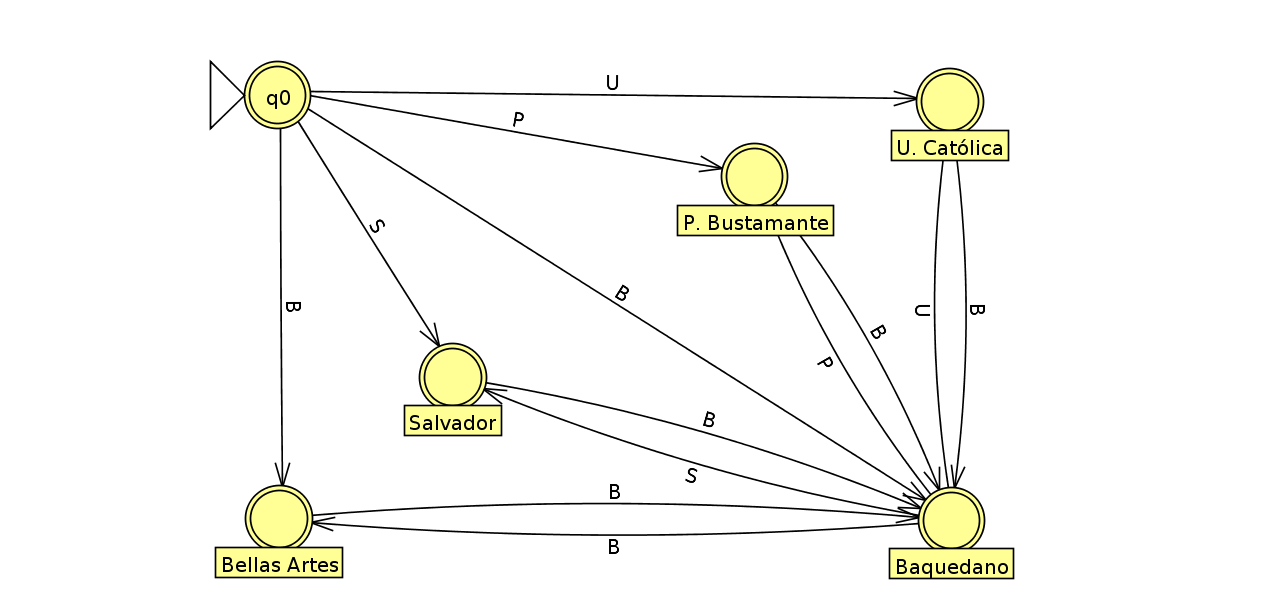 U
q0
P
U. Católica
P. Bustamante
S
B
B
U
B
B
P
Salvador
B
S
B
Bellas Artes
B
Baquedano